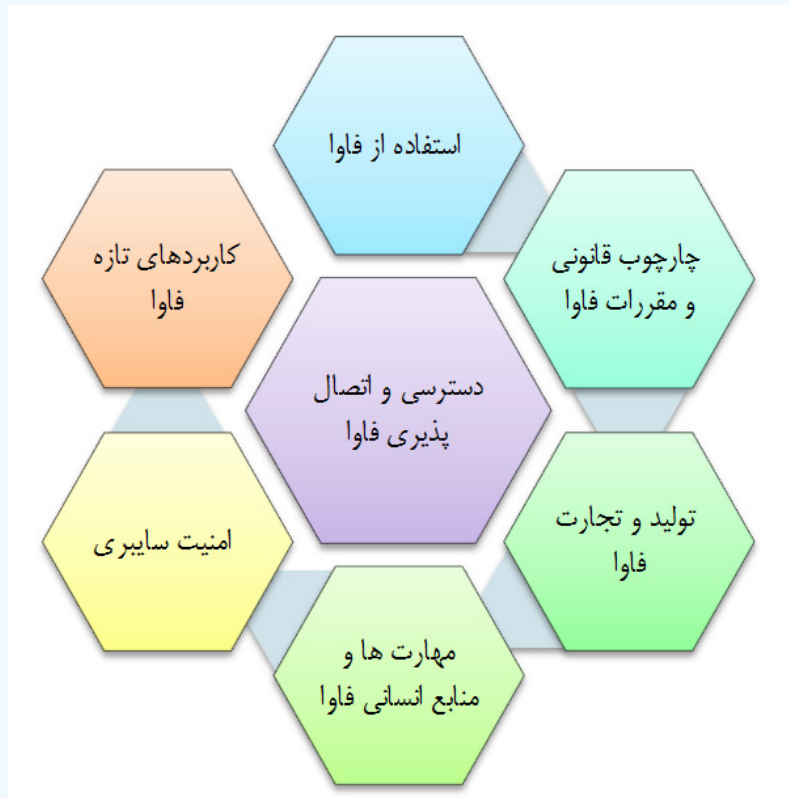 استفاده از فاوا
چارچوب قانونی
و مقررات فاوا
تولید و تجارت
فاوا
مهارت ها و
منابع انسانی فاوا
امنیت سایبری
کاربردهای تازه
فاوا
دسترسی و اتصال
پذیری فاوا